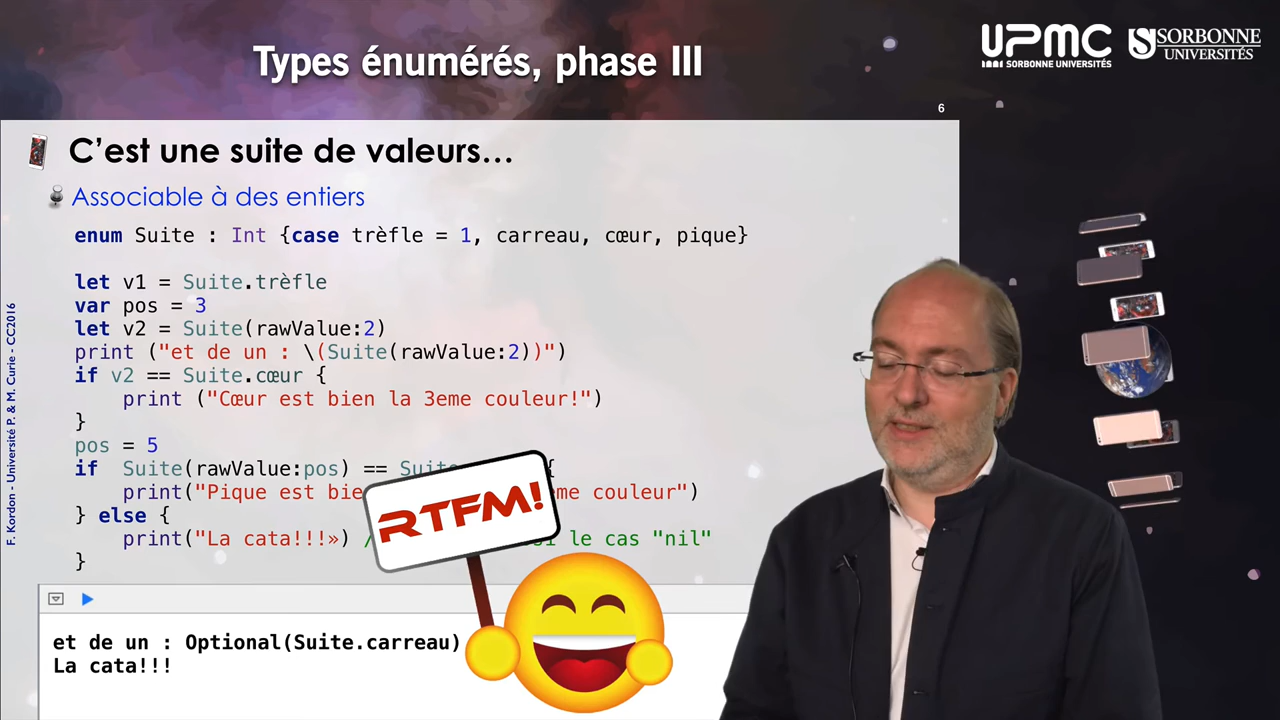 Types énumérés, phase III
UPMC
SORBONNE UNIVERSITÉS
SORBONNE
UNIVERSITÉS
6
C'est une suite de valeurs…
Associable à des entiers
enum Suite : Int {case trèfle = 1, carreau, cœur, pique}
let v1 = Suite.trèfle
var pos = 3
let v2 = Suite(rawValue:2)
print ("et de un : \(Suite(rawValue:2))")
if v2 == Suite.cœur {
print ("Cœur est bien la 3eme couleur!")
}
pos = 5
if Suite(rawValue:pos) == {
print("Pique est couleur")
} else {
print("La cata!!!») le cas "nil"
}
RTFM!
et de un : Optional(Suite.carreau)
La cata!!!
F. Kordon - Université P. & M. Curie - CC2016